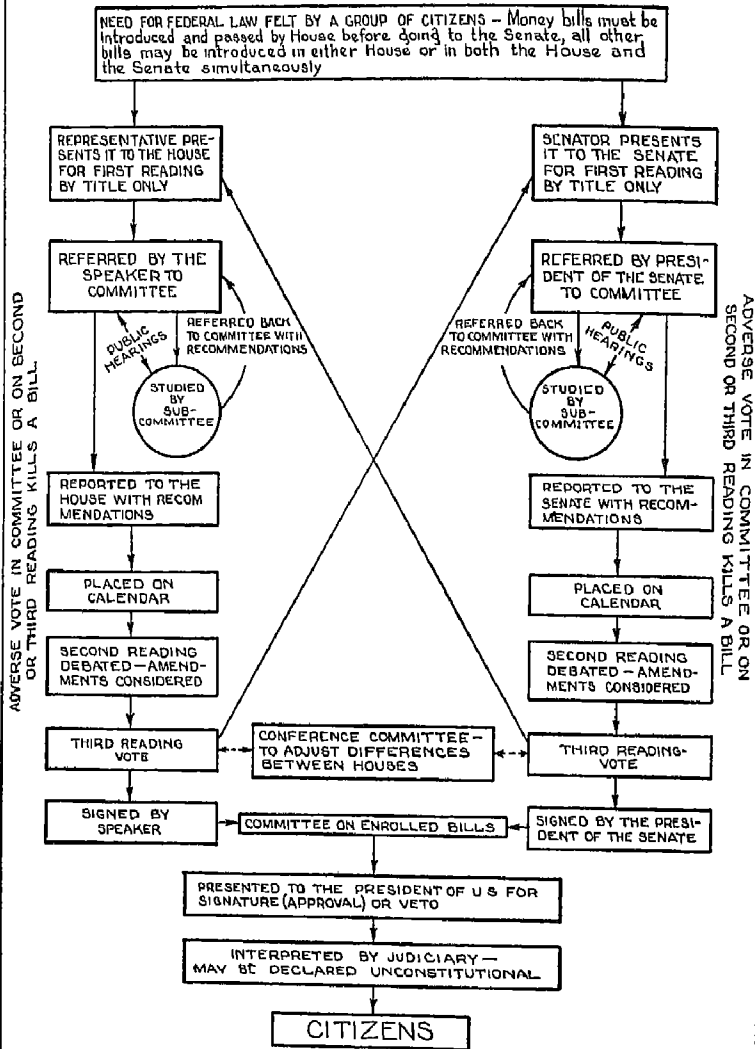 NEED FOR FEDERAL LAW FELT BY A GROUP OF CITIZENS – Money bills must be
introduced and passed by House before going to the Senate, all other
bills may be introduced in either House or in both the House and
the Senate simultaneously
REPRESENTATIVE PRE-
SENTS IT TO THE HOUSE
FOR FIRST READING
BY TITLE ONLY
REFERRED BY THE
SPEAKER TO
COMMITTEE
PUBLIC
HEARINGS
REFERRED BACK
TO COMMITTEE WITH
RECOMMENDATIONS
STUDIED
BY
SUB-
COMMITTEE
REPORTED TO THE
HOUSE WITH RECOM
MENDATIONS
PLACED ON
CALENDAR
SECOND READING
DEBATED–AMEND-
MENTS CONSIDERED
THIRD READING
VOTE
SIGNED BY
SPEAKER
ADVERSE VOTE IN COMMITTEE OR ON SECOND
OR THIRD READING KILLS A BILL.
SENATOR PRESENTS
IT TO THE SENATE
FOR FIRST READING
BY TITLE ONLY
REFERRED BY PRESI-
DENT OF THE SENATE
TO COMMITTEE
REFERRED BACK
TO COMMITTEE WITH
RECOMMENDATIONS
PUBLIC
HEARINGS
STUDIED
BY
SUB-
COMMITTEE
REPORTED TO THE
SENATE WITH RECOM-
MENDATIONS
PLACED ON
CALENDAR
SECOND READING
DEBATED–AMEND-
MENTS CONSIDERED
THIRD READING-
VOTE
SIGNED BY THE PRESI-
DENT OF THE SENATE
ADVERSE VOTE IN COMMITTEE OR ON
SECOND OR THIRD READING KILLS A BILL
CONFERENCE COMMITTEE–
TO ADJUST DIFFERENCES
BETWEEN HOUSES
COMMITTEE ON ENROLLED BILLS
PRESENTED TO THE PRESIDENT OF U S FOR
SIGNATURE (APPROVAL) OR VETO
INTERPRETED BY JUDICIARY—
MAY BE DECLARED UNCONSTITUTIONAL
CITIZENS